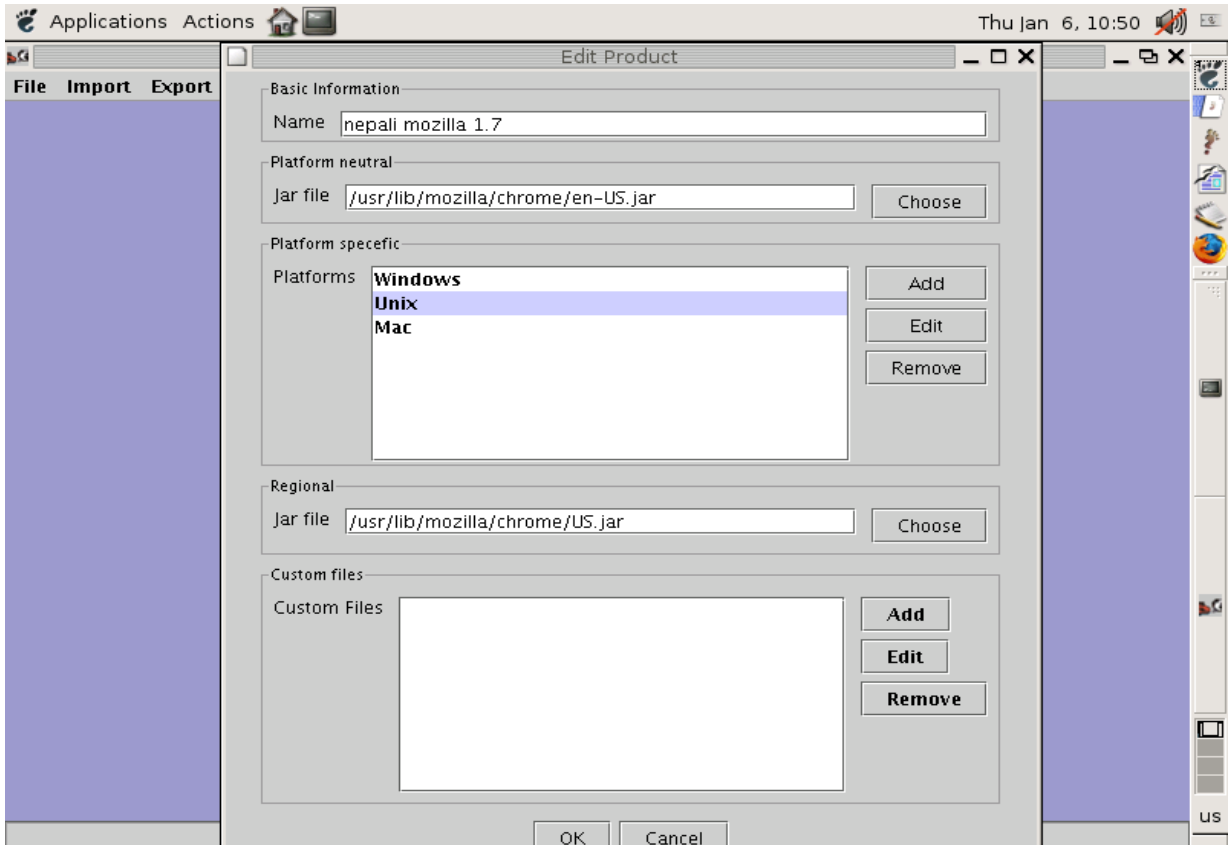 Applications Actions Thu Jan 6, 10:50
Edit Product
File Import Export
Basic Information
Name nepali mozilla 1.7
Platform neutral
Jar file /usr/lib/mozilla/chrome/en-US.jar Choose
Platform specefic
Platforms Windows Add
Unix
Mac Edit
Remove
Regional
Jar file /usr/lib/mozilla/chrome/US.jar Choose
Custom files
Custom Files Add
Edit
Remove
us
OK Cancel